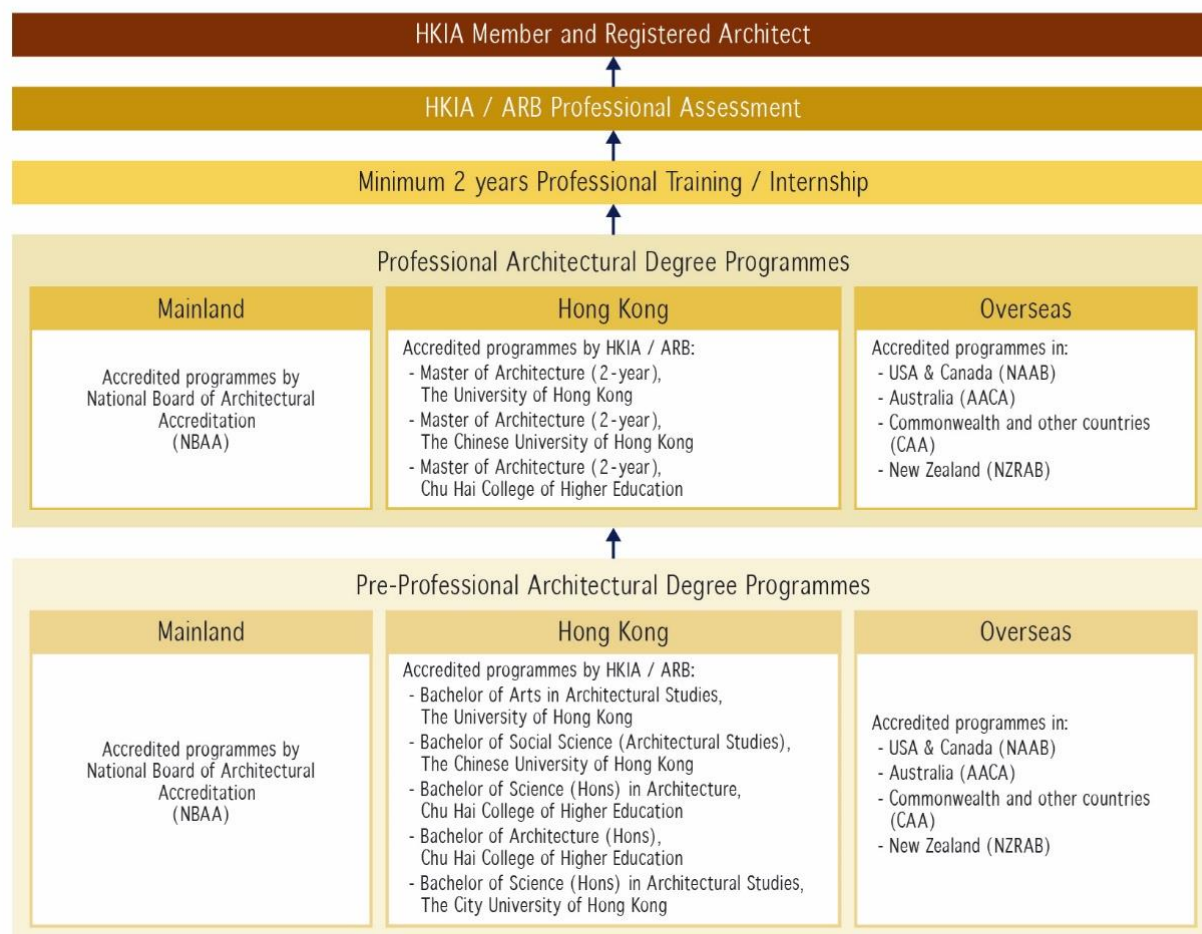 HKIA Member and Registered Architect
HKIA / ARB Professional Assessment
Minimum 2 years Professional Training / Internship
Professional Architectural Degree Programmes
Mainland
Accredited programmes by
National Board of Architectural
Accreditation
(NBAA)
Hong Kong
Accredited programmes by HKIA / ARB:
- Master of Architecture (2-year),
The University of Hong Kong
- Master of Architecture (2-year),
The Chinese University of Hong Kong
- Master of Architecture (2-year),
Chu Hai College of Higher Education
Overseas
Accredited programmes in:
- USA & Canada (NAAB)
- Australia (AACA)
- Commonwealth and other countries
(CAA)
- New Zealand (NZRAB)
Pre-Professional Architectural Degree Programmes
Mainland
Accredited programmes by
National Board of Architectural
Accreditation
(NBAA)
Hong Kong
Accredited programmes by HKIA / ARB:
- Bachelor of Arts in Architectural Studies,
The University of Hong Kong
- Bachelor of Social Science (Architectural Studies),
The Chinese University of Hong Kong
- Bachelor of Science (Hons) in Architecture,
Chu Hai College of Higher Education
- Bachelor of Architecture (Hons),
Chu Hai College of Higher Education
- Bachelor of Science (Hons) in Architectural Studies,
The City University of Hong Kong
Overseas
Accredited programmes in:
- USA & Canada (NAAB)
- Australia (AACA)
- Commonwealth and other countries
(CAA)
- New Zealand (NZRAB)